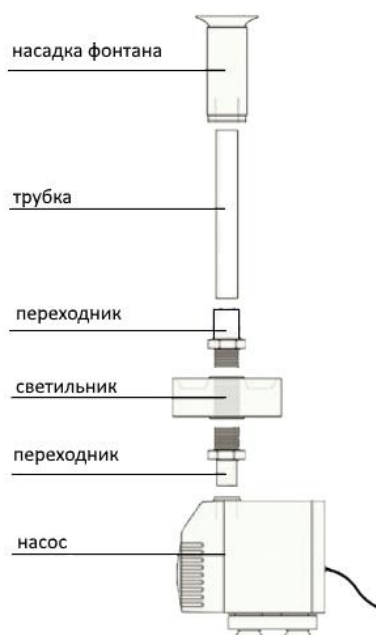 насадка фонтана
трубка
переходник
светильник
переходник
насос